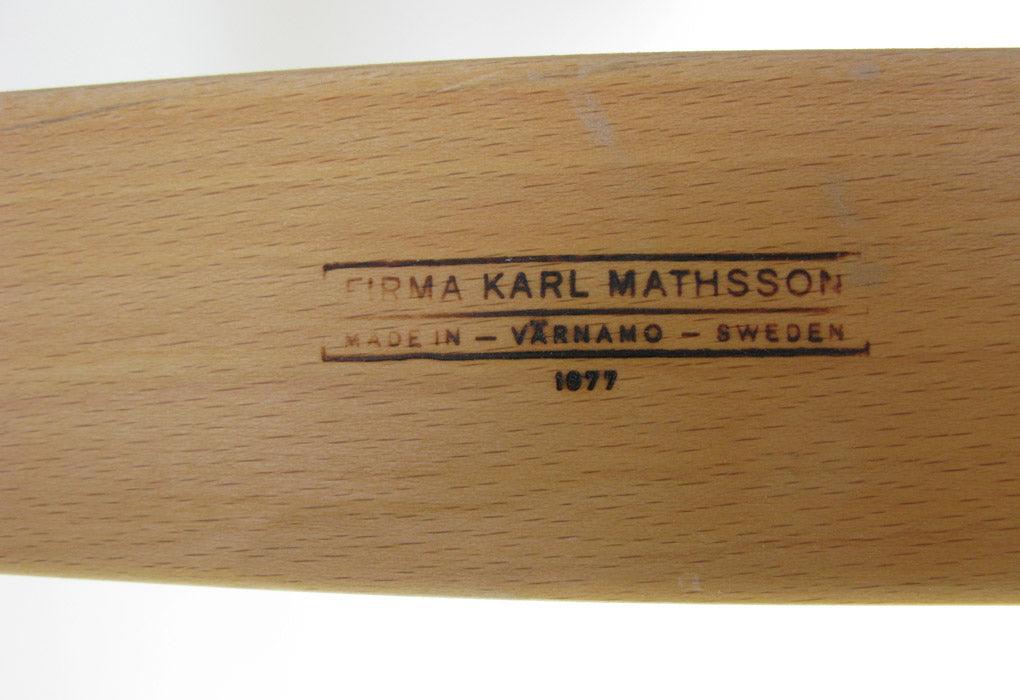 FIRMA KARL MATHSSON
MADE IN – VÄRNAMO – SWEDEN
1977